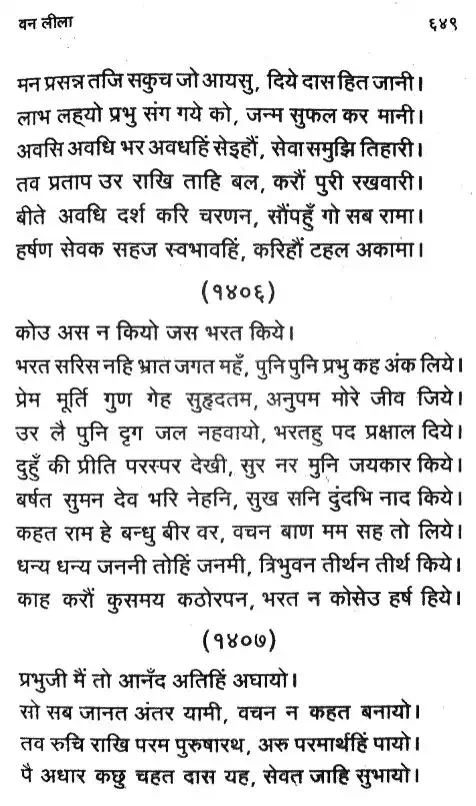 वन लीला ६४९
मन प्रसन्न तजि सकुच जो आयसु, दिये दास हित जानी।
लाभ लह्यो प्रभु संग गये को, जन्म सुफल कर मानी।
अवसि अवधि भर अवधहिं सेइहौं, सेवा समुझि तिहारी।
तव प्रताप उर राखि ताहि बल, करौं पुरी रखवारी।
बीते अवधि दर्श करि चरणन, सौंपहुँ गो सब रामा।
हर्षण सेवक सहज स्वभावहिं, करिहौं टहल अकामा।
(१४०६)
कोउ अस न कियो जस भरत किये।
भरत सरिस नहि भ्रात जगत महँ, पुनि पुनि प्रभु कह अंक लिये।
प्रेम मूर्ति गुण गेह सुहृदतम, अनुपम मोरे जीव जिये।
उर लै पुनि दृग जल नहवायो, भरतहु पद प्रक्षाल दिये।
दुहुँ की प्रीति परस्पर देखी, सुर नर मुनि जयकार किये।
बर्षत सुमन देव भरि नेहनि, सुख सनि दुंदभि नाद किये।
कहत राम हे बन्धु बीर वर, वचन बाण मम सह तो लिये।
धन्य धन्य जननी तोहिं जनमी, त्रिभुवन तीर्थन तीर्थ किये।
काह करौं कुसमय कठोरपन, भरत न कोसेउ हर्ष हिये।
(१४०७)
प्रभुजी मैं तो आनँद अतिहिं अघायो।
सो सब जानत अंतर यामी, वचन न कहत बनायो।
तव रुचि राखि परम पुरुषारथ, अरु परमार्थहिं पायो।
पै अधार कछु चहत दास यह, सेवत जाहि सुभायो।